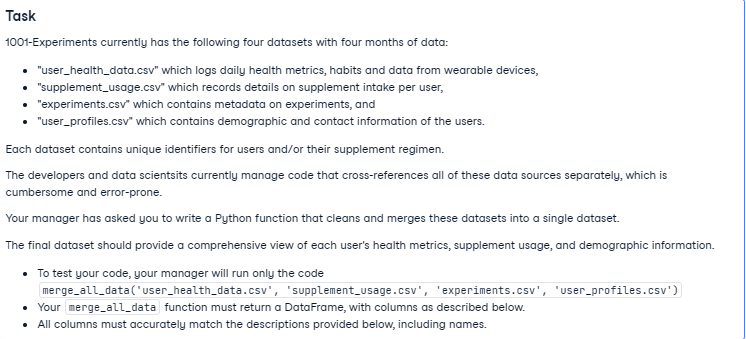 Task
1001-Experiments currently has the following four datasets with four months of data:
• "user_health_data.csv" which logs daily health metrics, habits and data from wearable devices,
• "supplement_usage.csv" which records details on supplement intake per user,
• "experiments.csv" which contains metadata on experiments, and
• "user_profiles.csv" which contains demographic and contact information of the users.
Each dataset contains unique identifiers for users and/or their supplement regimen.
The developers and data scientsits currently manage code that cross-references all of these data sources separately, which is
cumbersome and error-prone.
Your manager has asked you to write a Python function that cleans and merges these datasets into a single dataset.
The final dataset should provide a comprehensive view of each user's health metrics, supplement usage, and demographic information.
• To test your code, your manager will run only the code
merge_all_data('user_health_data.csv', 'supplement_usage.csv', 'experiments.csv', 'user_profiles.csv')
• Your merge_all_data function must return a DataFrame, with columns as described below.
• All columns must accurately match the descriptions provided below, including names.